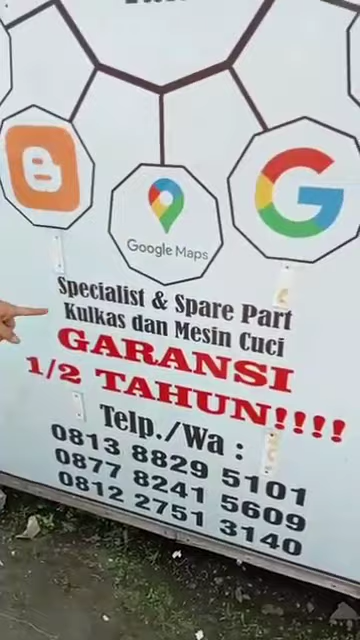 Google Maps
Specialist & Spare Part
Kulkas dan Mesin Cuci
GARANSI
1/2 TAHUN!!!!
Telp./Wa :
0813 8829 5101
0877 8241 5609
0812 2751 3140